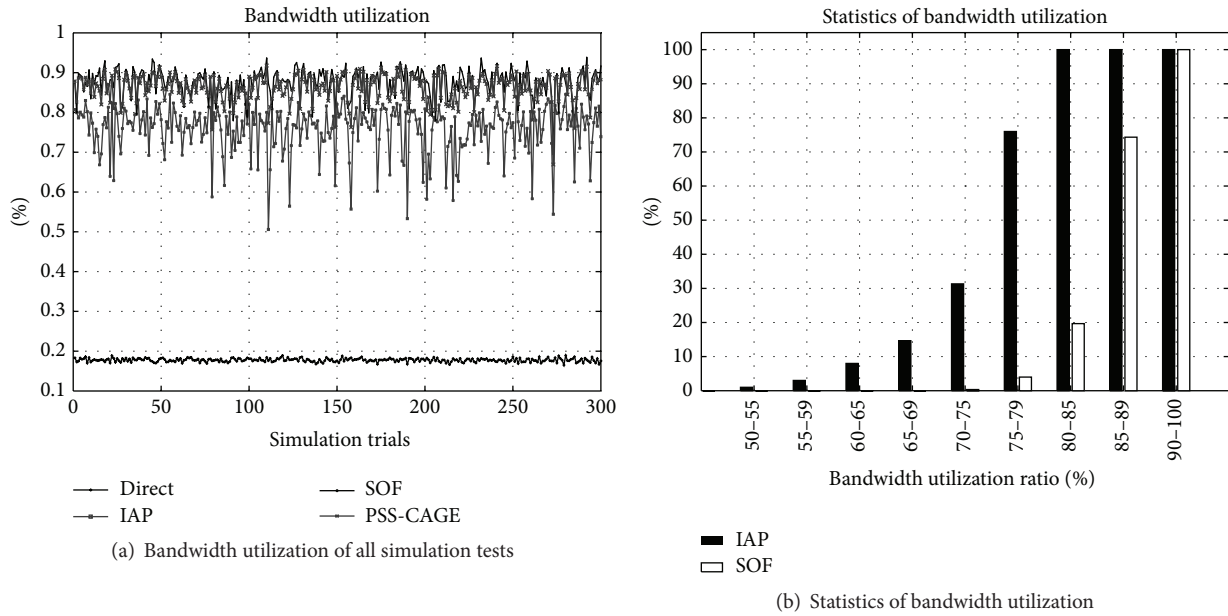 Bandwidth utilization
1
0.9
0.8
0.7
0.6
0.5
0.4
0.3
0.2
0.1
(%)
0 50 100 150 200 250 300
Simulation trials
Direct
IAP
SOF
PSS-CAGE
(a) Bandwidth utilization of all simulation tests
Statistics of bandwidth utilization
100
90
80
70
60
50
40
30
20
10
0
(%)
50–55
55–59
60–65
65–69
70–75
75–79
80–85
85–89
90–100
Bandwidth utilization ratio (%)
IAP
SOF
(b) Statistics of bandwidth utilization